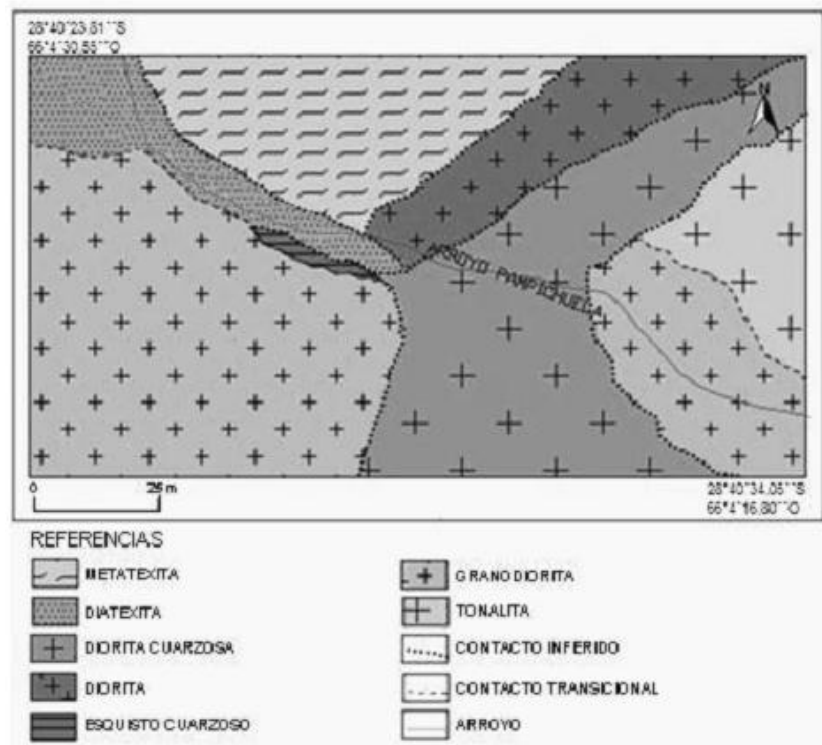 28°40'23.81''S
66°4'30.55''O
N
ARROYO PAMPICHUELA
0 25 m
28°40'34.05''S
66°4'16.80''O
REFERENCIAS
METATEXITA
DIATEXITA
DIORITA CUARZOSA
DIORITA
ESQUISTO CUARZOSO
GRANODIORITA
TONALITA
CONTACTO INFERIDO
CONTACTO TRANSICIONAL
ARROYO